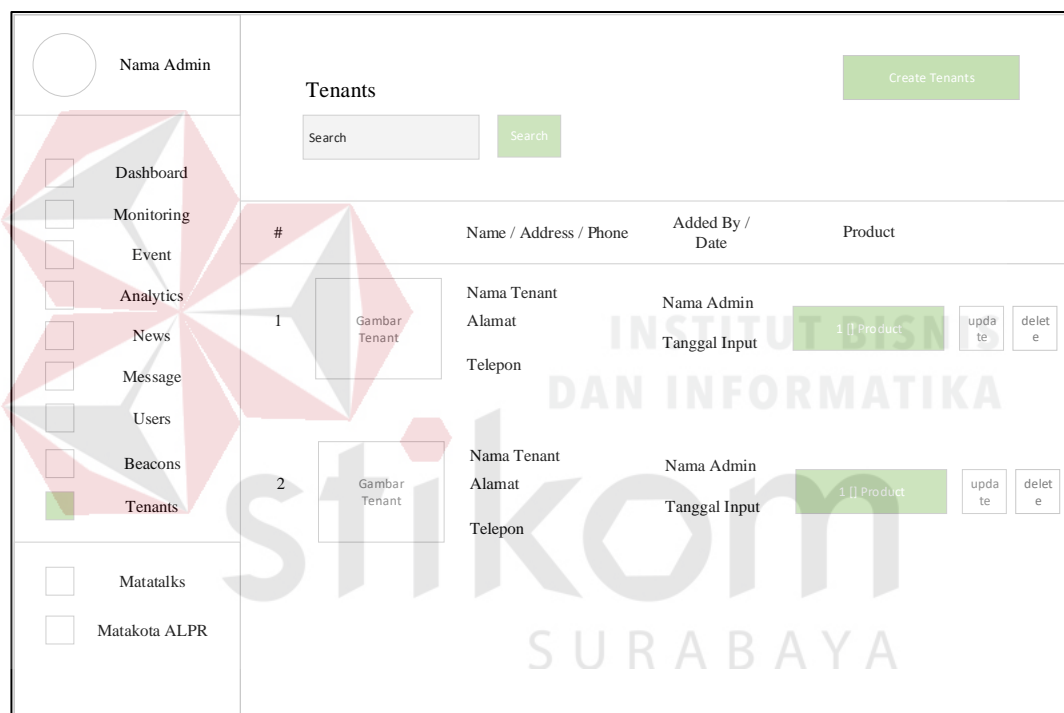 Nama Admin
Dashboard
Monitoring
Event
Analytics
News
Message
Users
Beacons
Tenants
Matatalks
Matakota ALPR
Tenants
Create Tenants
Search
Search
#
Name / Address / Phone
Added By /
Date
Product
1
Gambar
Tenant
Nama Tenant
Alamat
Telepon
Nama Admin
Tanggal Input
1 [] Product
upda
te
delet
e
2
Gambar
Tenant
Nama Tenant
Alamat
Telepon
Nama Admin
Tanggal Input
1 [] Product
upda
te
delet
e
INSTITUT BISNIS
DAN INFORMATIKA
stikom
SURABAYA